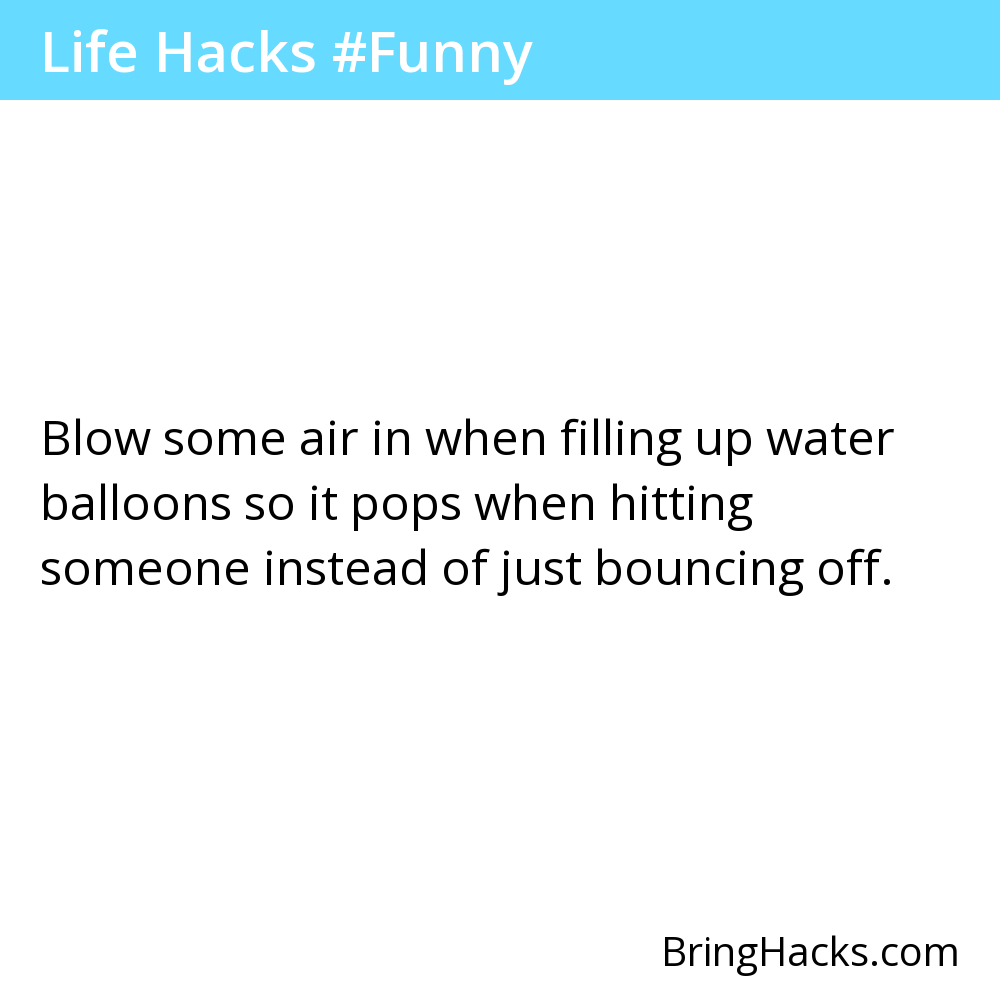 Life Hacks #Funny
Blow some air in when filling up water
balloons so it pops when hitting
someone instead of just bouncing off.
BringHacks.com